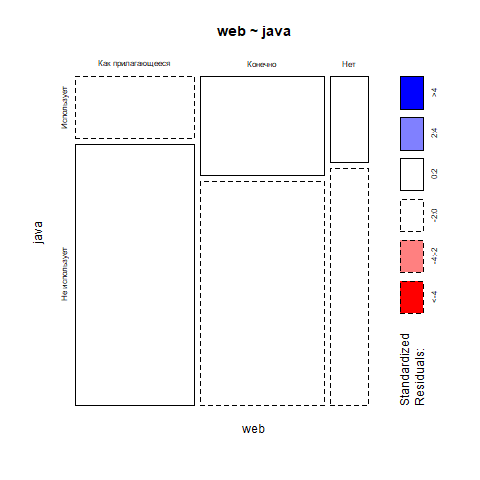 web ~ java
Как прилагающееся
Конечно
Нет
Использует
Не использует
java
web
>4
2:4
0:2
-2:0
-4:-2
<-4
Standardized
Residuals: